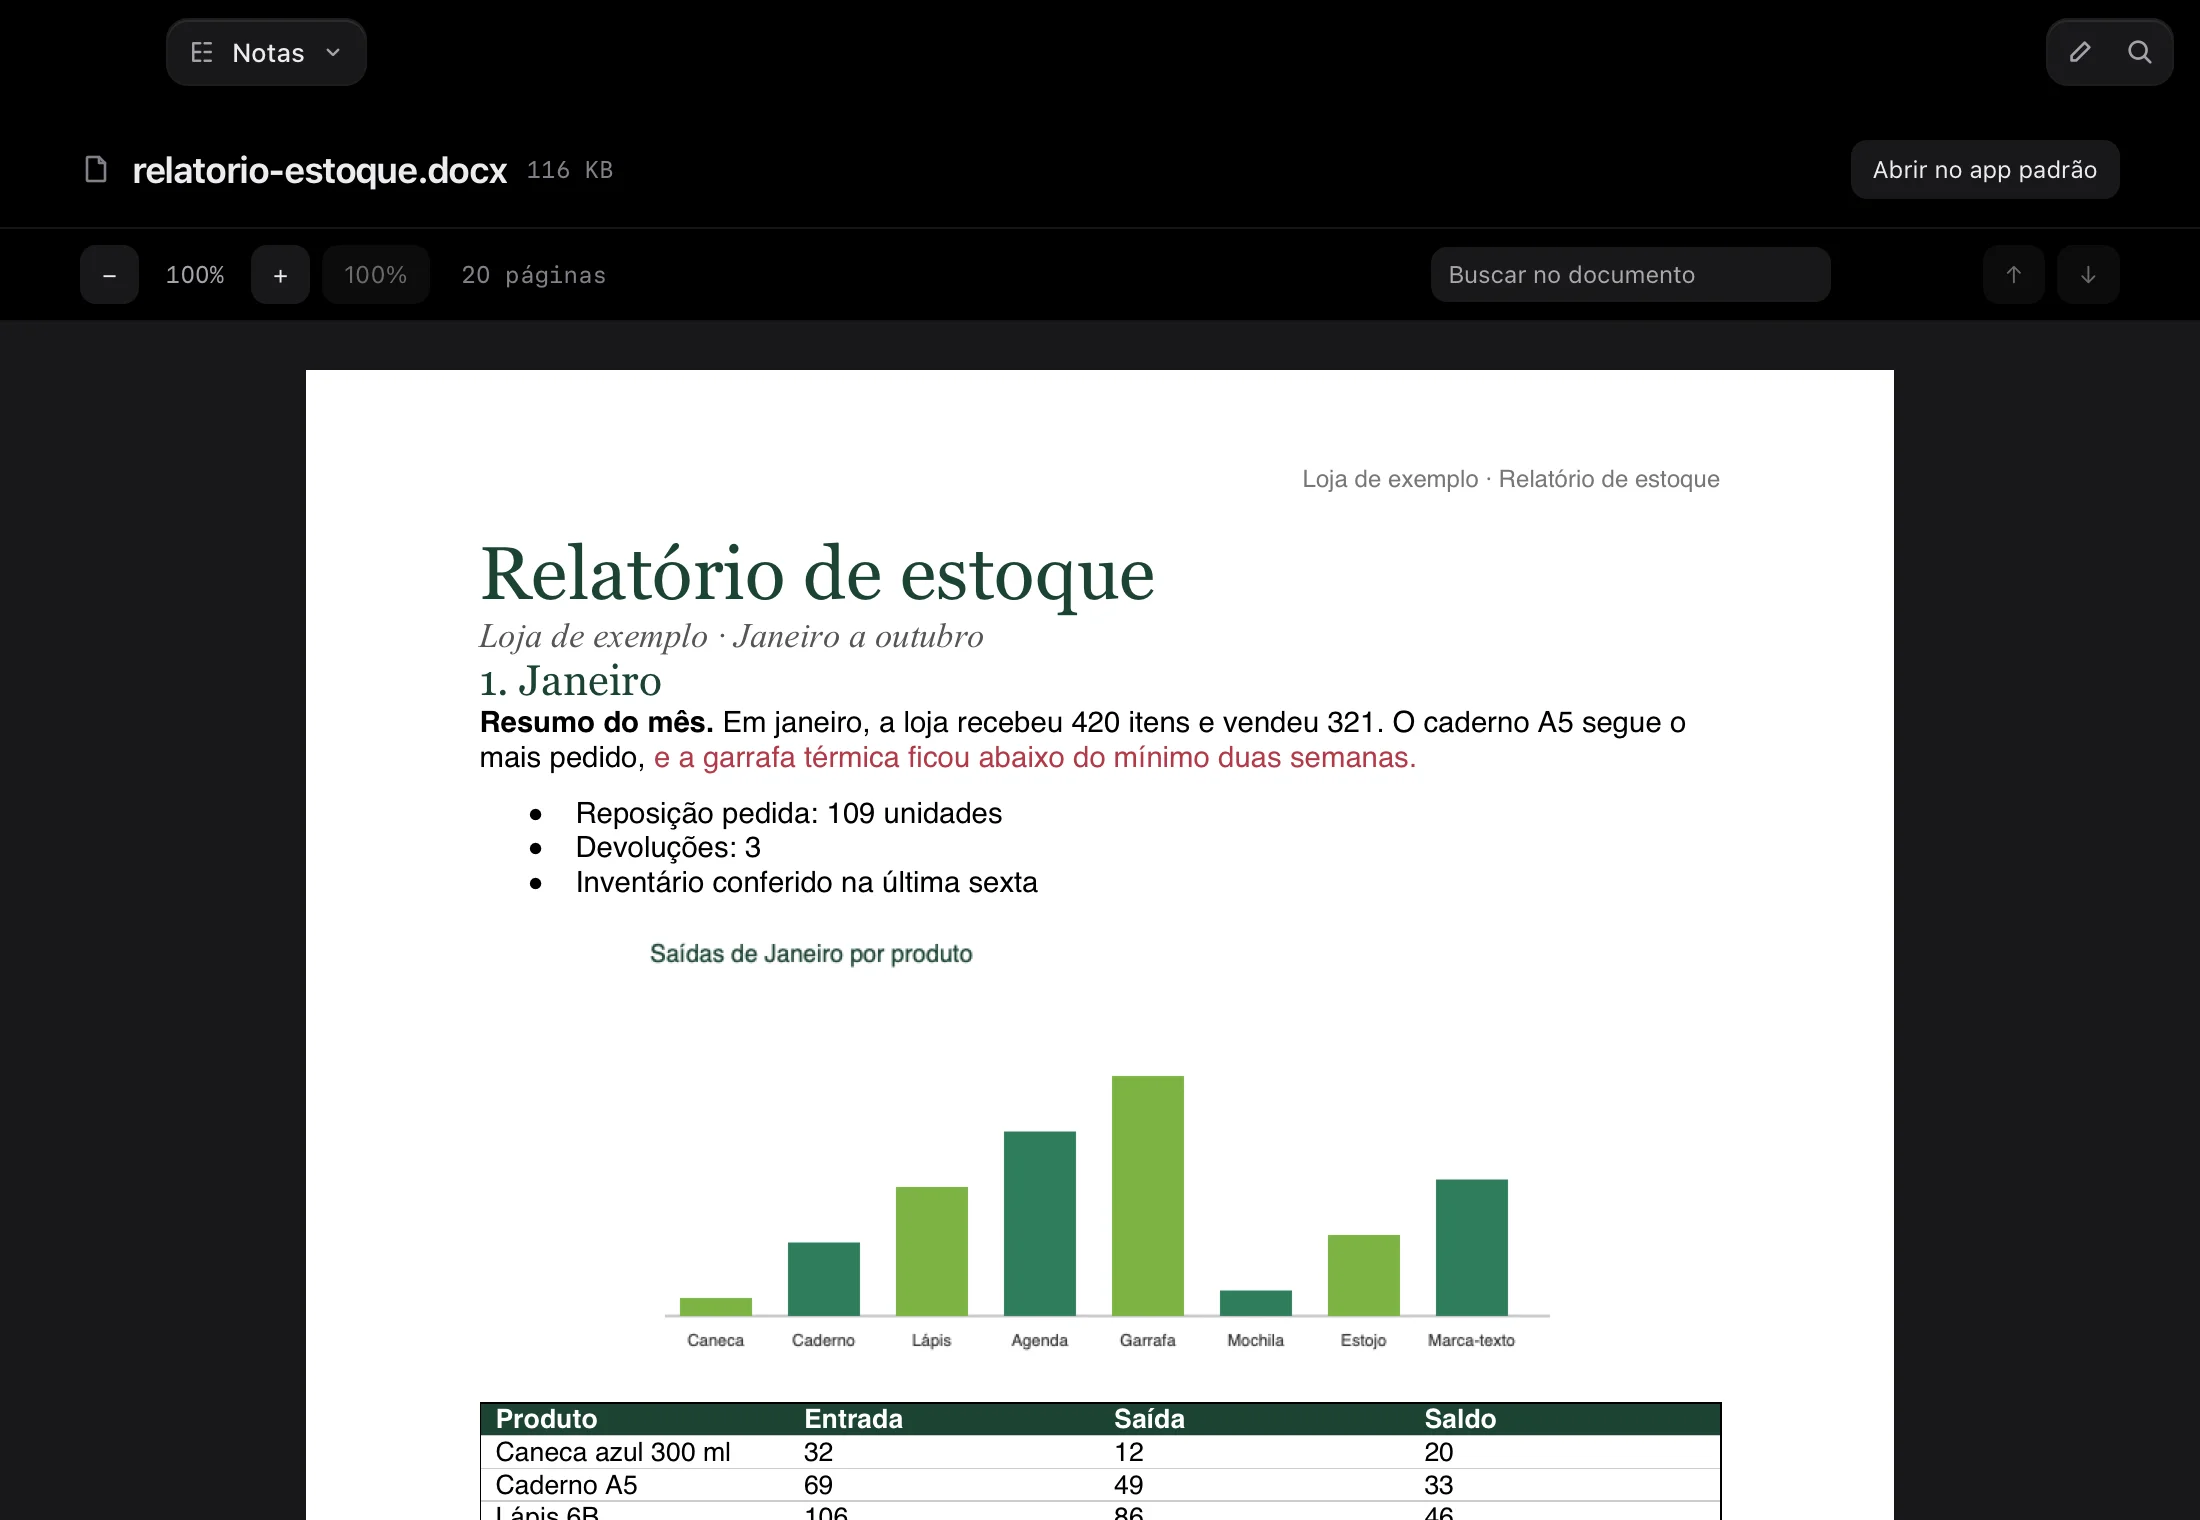 Notas
relatorio-estoque.docx 116 KB
Abrir no app padrão
− 100% + 100% 20 páginas
Buscar no documento ↑ ↓
Loja de exemplo · Relatório de estoque
Relatório de estoque
Loja de exemplo · Janeiro a outubro
1. Janeiro
Resumo do mês. Em janeiro, a loja recebeu 420 itens e vendeu 321. O caderno A5 segue o
mais pedido, e a garrafa térmica ficou abaixo do mínimo duas semanas.
• Reposição pedida: 109 unidades
• Devoluções: 3
• Inventário conferido na última sexta
Saídas de Janeiro por produto
Caneca Caderno Lápis Agenda Garrafa Mochila Estojo Marca-texto
Produto Entrada Saída Saldo
Caneca azul 300 ml 32 12 20
Caderno A5 69 49 33
Lápis 6B 106 86 46